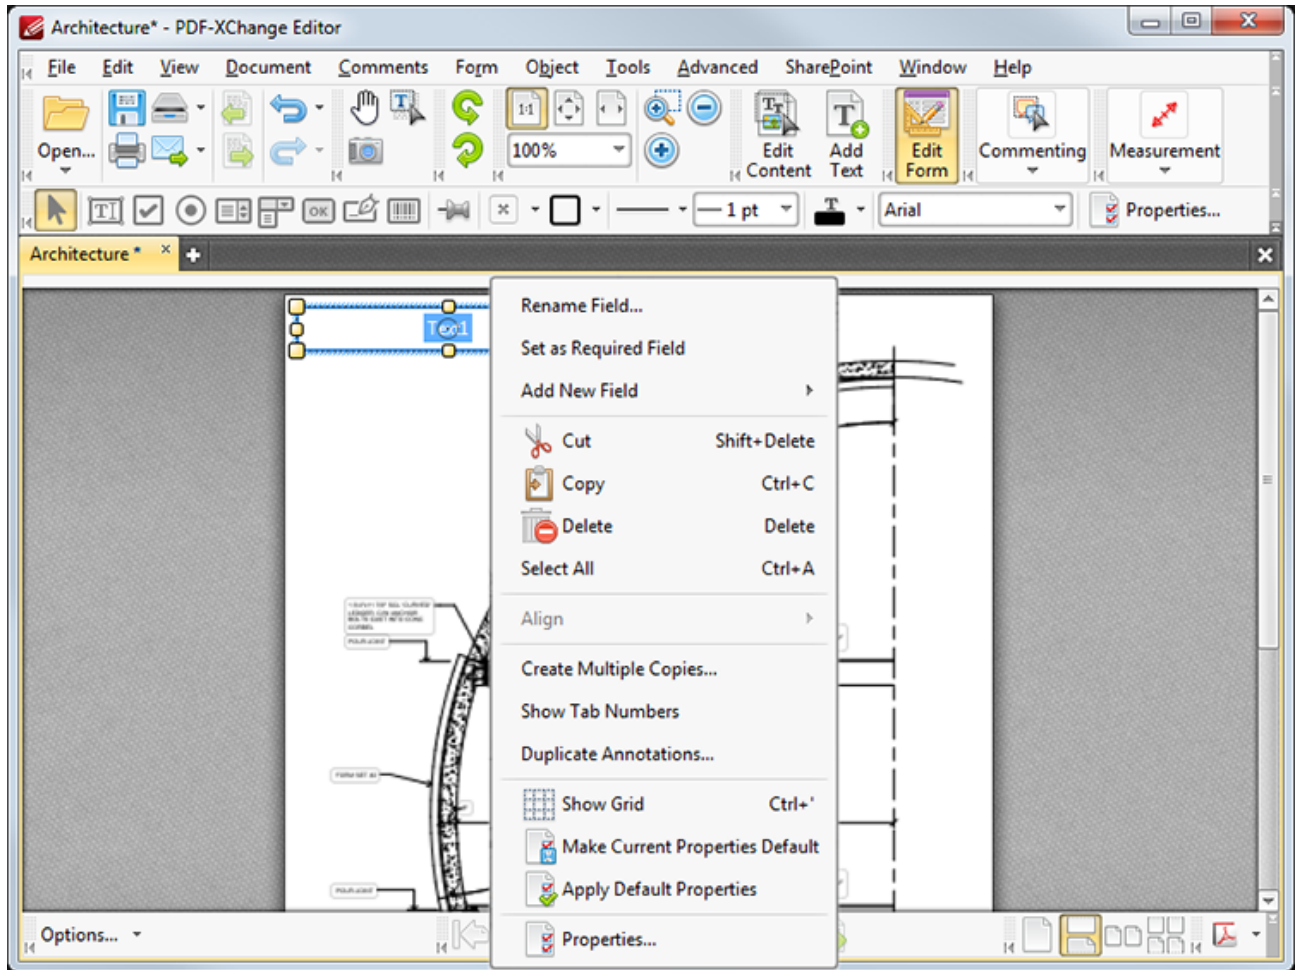 Architecture* - PDF-XChange Editor
File Edit View Document Comments Form Object Tools Advanced SharePoint Window Help
Open...
1:1
100%
Edit Content
Add Text
Edit Form
Commenting
Measurement
OK
1 pt
T
Arial
Properties...
Architecture *
Text1
Rename Field...
Set as Required Field
Add New Field
Cut Shift+Delete
Copy Ctrl+C
Delete Delete
Select All Ctrl+A
Align
Create Multiple Copies...
Show Tab Numbers
Duplicate Annotations...
Show Grid Ctrl+'
Make Current Properties Default
Apply Default Properties
Properties...
Options...